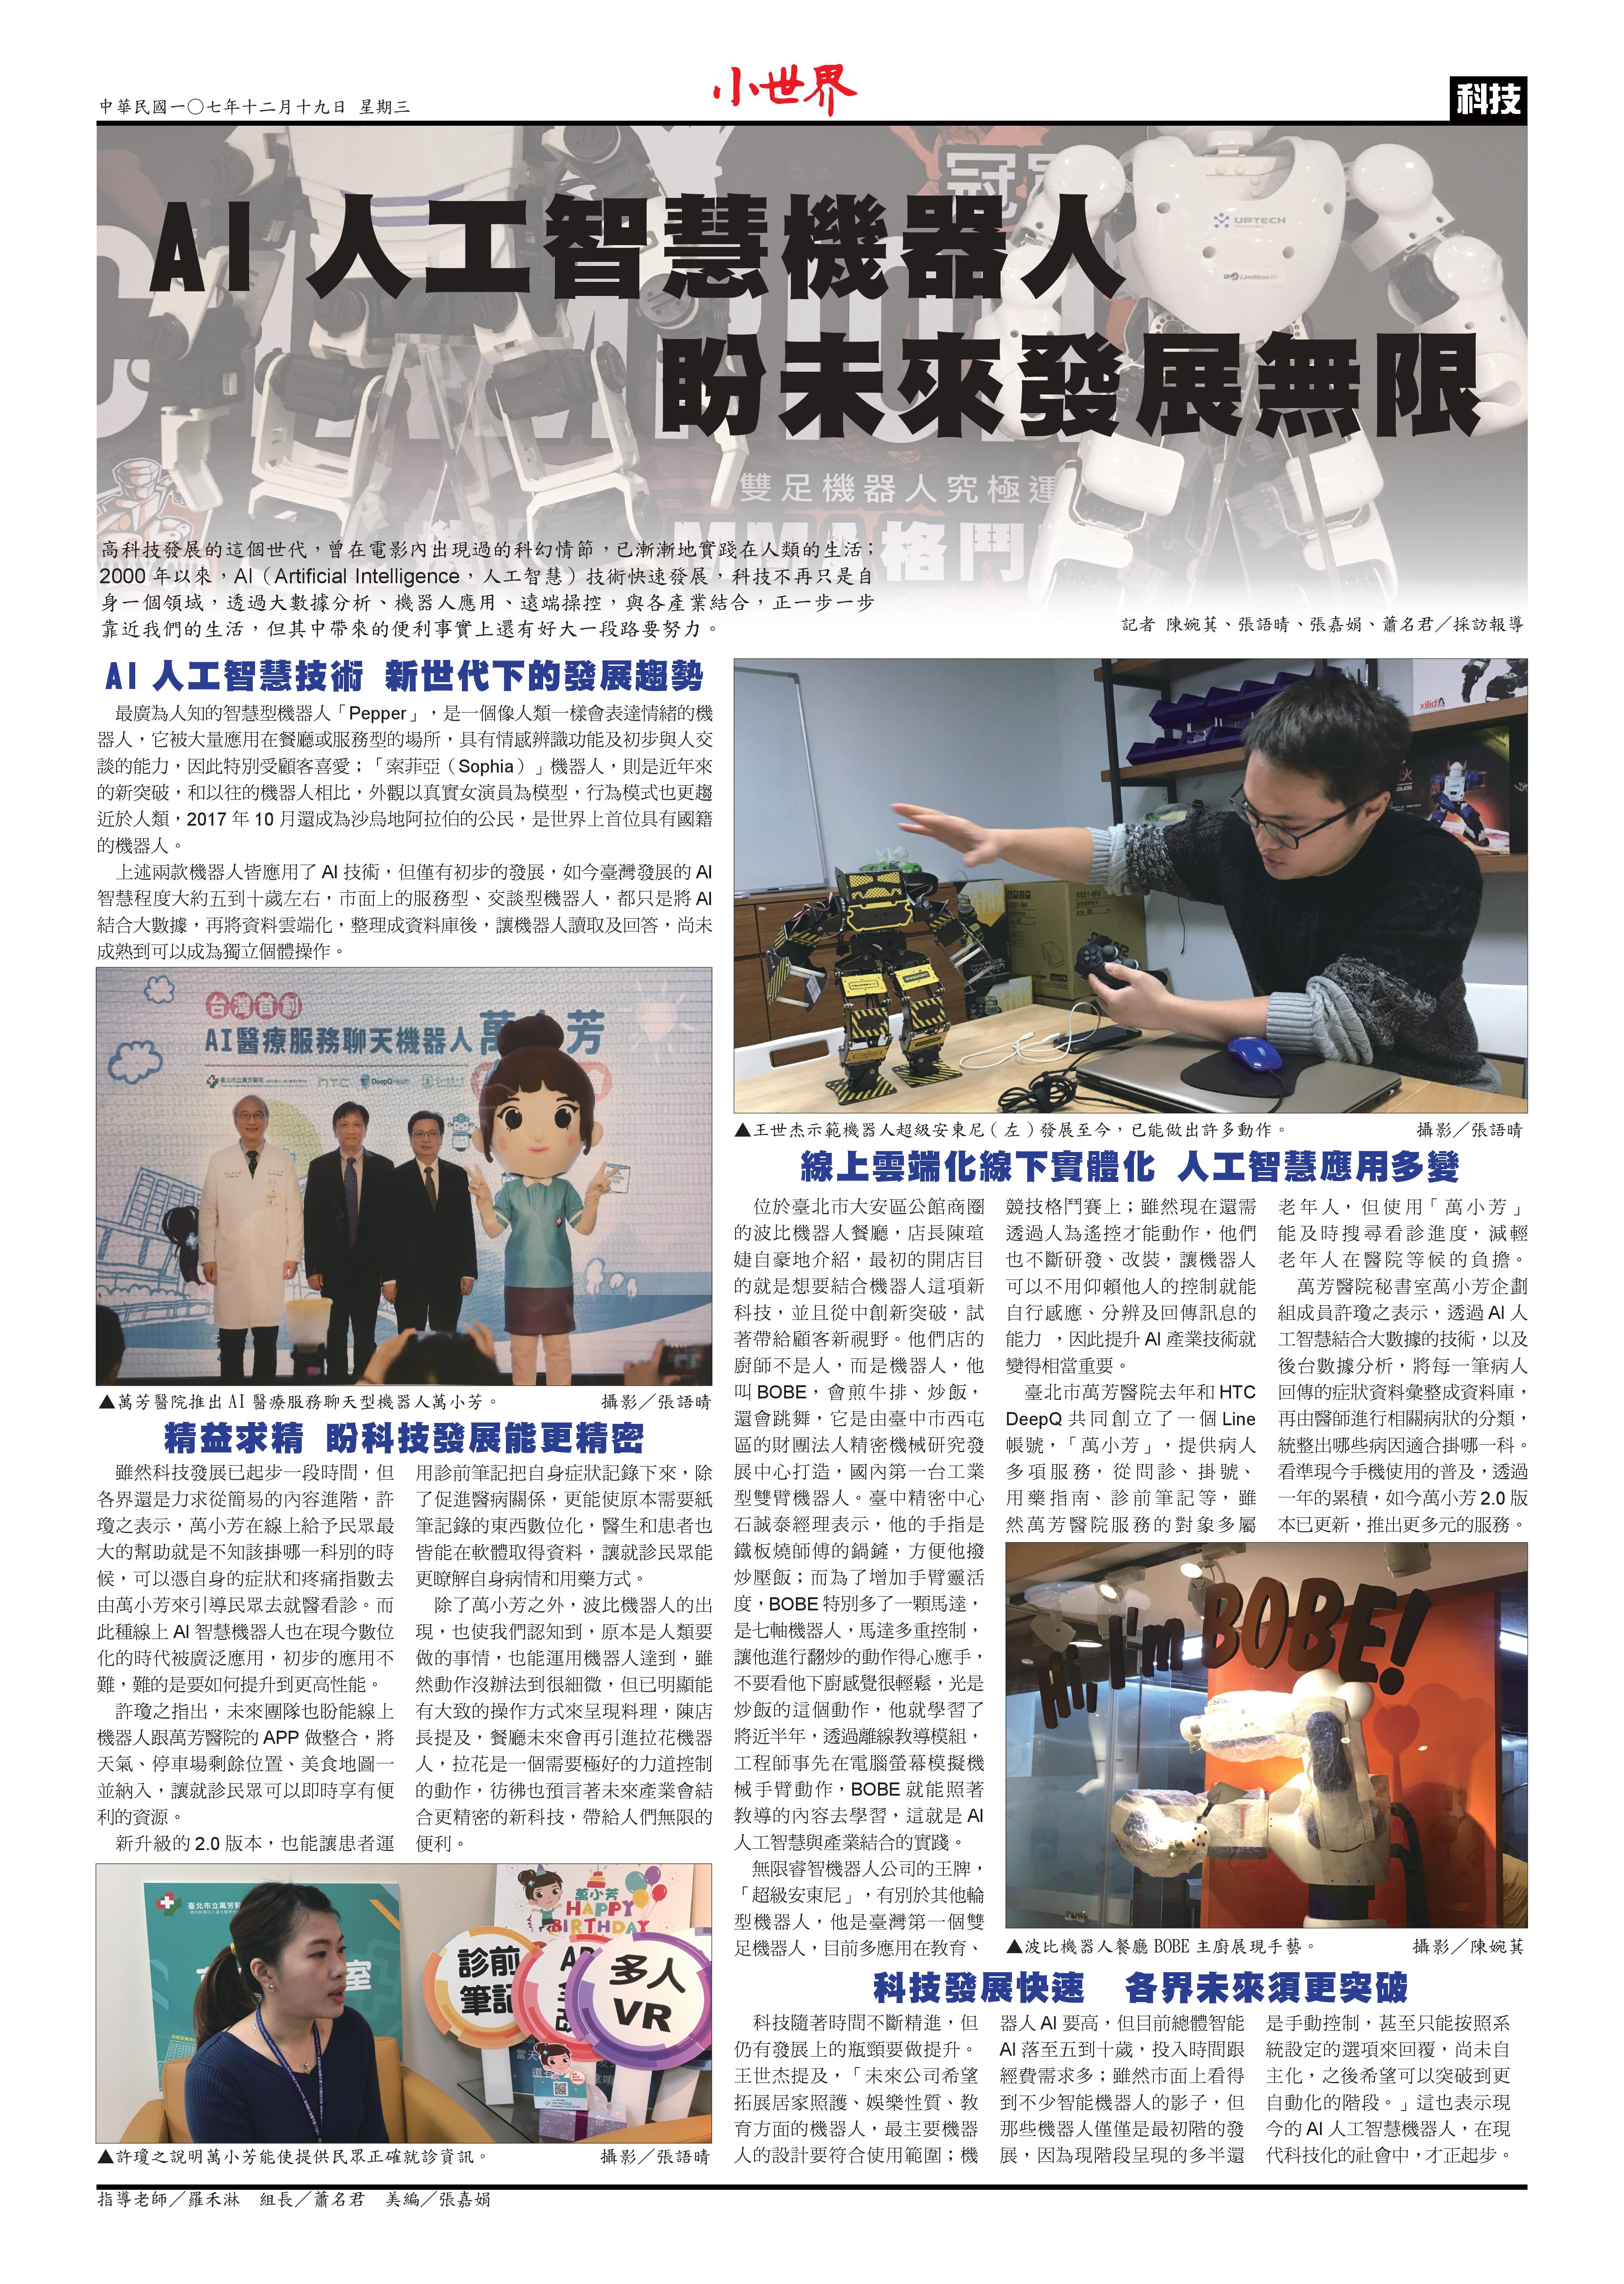 中華民國一〇七年十二月十九日 星期三
小世界
科技
AI 人工智慧機器人
盼未來發展無限
UBTECH
雙足機器人究極運
MMA格鬥
高科技發展的這個世代，曾在電影內出現過的科幻情節，已漸漸地實踐在人類的生活；
2000 年以來，AI（Artificial Intelligence，人工智慧）技術快速發展，科技不再只是自
身一個領域，透過大數據分析、機器人應用、遠端操控，與各產業結合，正一步一步
靠近我們的生活，但其中帶來的便利事實上還有好大一段路要努力。
記者 陳婉萁、張語晴、張嘉娟、蕭名君／採訪報導
AI 人工智慧技術 新世代下的發展趨勢
最廣為人知的智慧型機器人「Pepper」，是一個像人類一樣會表達情緒的機
器人，它被大量應用在餐廳或服務型的場所，具有情感辨識功能及初步與人交
談的能力，因此特別受顧客喜愛；「索菲亞（Sophia）」機器人，則是近年來
的新突破，和以往的機器人相比，外觀以真實女演員為模型，行為模式也更趨
近於人類，2017 年 10 月還成為沙烏地阿拉伯的公民，是世界上首位具有國籍
的機器人。
上述兩款機器人皆應用了 AI 技術，但僅有初步的發展，如今臺灣發展的 AI
智慧程度大約五到十歲左右，市面上的服務型、交談型機器人，都只是將 AI
結合大數據，再將資料雲端化，整理成資料庫後，讓機器人讀取及回答，尚未
成熟到可以成為獨立個體操作。
台灣首創
AI醫療服務聊天機器人 萬小芳
臺北市立萬芳醫院
hTC
DeepQ
▲萬芳醫院推出 AI 醫療服務聊天型機器人萬小芳。 攝影／張語晴
精益求精 盼科技發展能更精密
雖然科技發展已起步一段時間，但
各界還是力求從簡易的內容進階，許
瓊之表示，萬小芳在線上給予民眾最
大的幫助就是不知該掛哪一科別的時
候，可以憑自身的症狀和疼痛指數去
由萬小芳來引導民眾去就醫看診。而
此種線上 AI 智慧機器人也在現今數位
化的時代被廣泛應用，初步的應用不
難，難的是要如何提升到更高性能。
許瓊之指出，未來團隊也盼能線上
機器人跟萬芳醫院的 APP 做整合，將
天氣、停車場剩餘位置、美食地圖一
並納入，讓就診民眾可以即時享有便
利的資源。
新升級的 2.0 版本，也能讓患者運
用診前筆記把自身症狀記錄下來，除
了促進醫病關係，更能使原本需要紙
筆記錄的東西數位化，醫生和患者也
皆能在軟體取得資料，讓就診民眾能
更瞭解自身病情和用藥方式。
除了萬小芳之外，波比機器人的出
現，也使我們認知到，原本是人類要
做的事情，也能運用機器人達到，雖
然動作沒辦法到很細微，但已明顯能
有大致的操作方式來呈現料理，陳店
長提及，餐廳未來會再引進拉花機器
人，拉花是一個需要極好的力道控制
的動作，彷彿也預言著未來產業會結
合更精密的新科技，帶給人們無限的
便利。
臺北市立萬芳
萬小芳
HAPPY
BIRTHDAY
診前
筆記
多人
VR
▲許瓊之說明萬小芳能使提供民眾正確就診資訊。 攝影／張語晴
xilid
▲王世杰示範機器人超級安東尼（左）發展至今，已能做出許多動作。 攝影／張語晴
線上雲端化線下實體化 人工智慧應用多變
位於臺北市大安區公館商圈
的波比機器人餐廳，店長陳瑄
婕自豪地介紹，最初的開店目
的就是想要結合機器人這項新
科技，並且從中創新突破，試
著帶給顧客新視野。他們店的
廚師不是人，而是機器人，他
叫 BOBE，會煎牛排、炒飯，
還會跳舞，它是由臺中市西屯
區的財團法人精密機械研究發
展中心打造，國內第一台工業
型雙臂機器人。臺中精密中心
石誠泰經理表示，他的手指是
鐵板燒師傅的鍋鏟，方便他撥
炒壓飯；而為了增加手臂靈活
度，BOBE 特別多了一顆馬達，
是七軸機器人，馬達多重控制，
讓他進行翻炒的動作得心應手，
不要看他下廚感覺很輕鬆，光是
炒飯的這個動作，他就學習了
將近半年，透過離線教導模組，
工程師事先在電腦螢幕模擬機
械手臂動作，BOBE 就能照著
教導的內容去學習，這就是 AI
人工智慧與產業結合的實踐。
無限睿智機器人公司的王牌，
「超級安東尼」，有別於其他輪
型機器人，他是臺灣第一個雙
足機器人，目前多應用在教育、
競技格鬥賽上；雖然現在還需
透過人為遙控才能動作，他們
也不斷研發、改裝，讓機器人
可以不用仰賴他人的控制就能
自行感應、分辨及回傳訊息的
能力 ，因此提升 AI 產業技術就
變得相當重要。
臺北市萬芳醫院去年和 HTC
DeepQ 共同創立了一個 Line
帳號，「萬小芳」，提供病人
多項服務，從問診、掛號、
用藥指南、診前筆記等，雖
然萬芳醫院服務的對象多屬
老年人，但使用「萬小芳」
能及時搜尋看診進度，減輕
老年人在醫院等候的負擔。
萬芳醫院秘書室萬小芳企劃
組成員許瓊之表示，透過 AI 人
工智慧結合大數據的技術，以及
後台數據分析，將每一筆病人
回傳的症狀資料彙整成資料庫，
再由醫師進行相關病狀的分類，
統整出哪些病因適合掛哪一科。
看準現今手機使用的普及，透過
一年的累積，如今萬小芳 2.0 版
本已更新，推出更多元的服務。
Hi, I'm BOBE!
▲波比機器人餐廳 BOBE 主廚展現手藝。 攝影／陳婉萁
科技發展快速 各界未來須更突破
科技隨著時間不斷精進，但
仍有發展上的瓶頸要做提升。
王世杰提及，「未來公司希望
拓展居家照護、娛樂性質、教
育方面的機器人，最主要機器
人的設計要符合使用範圍；機
器人 AI 要高，但目前總體智能
AI 落至五到十歲，投入時間跟
經費需求多；雖然市面上看得
到不少智能機器人的影子，但
那些機器人僅僅是最初階的發
展，因為現階段呈現的多半還
是手動控制，甚至只能按照系
統設定的選項來回覆，尚未自
主化，之後希望可以突破到更
自動化的階段。」這也表示現
今的 AI 人工智慧機器人，在現
代科技化的社會中，才正起步。
指導老師／羅禾淋 組長／蕭名君 美編／張嘉娟